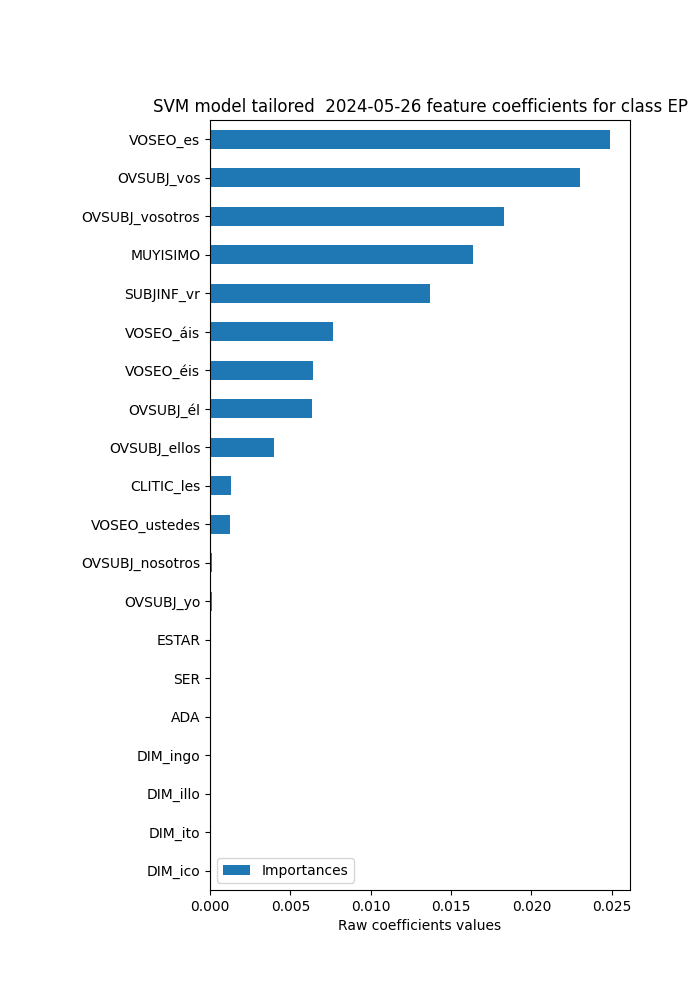 SVM model tailored  2024-05-26 feature coefficients for class EP
VOSEO_es
OVSUBJ_vos
OVSUBJ_vosotros
MUYISIMO
SUBJINF_vr
VOSEO_áis
VOSEO_éis
OVSUBJ_él
OVSUBJ_ellos
CLITIC_les
VOSEO_ustedes
OVSUBJ_nosotros
OVSUBJ_yo
ESTAR
SER
ADA
DIM_ingo
DIM_illo
DIM_ito
DIM_ico
Importances
0.000 0.005 0.010 0.015 0.020 0.025
Raw coefficients values